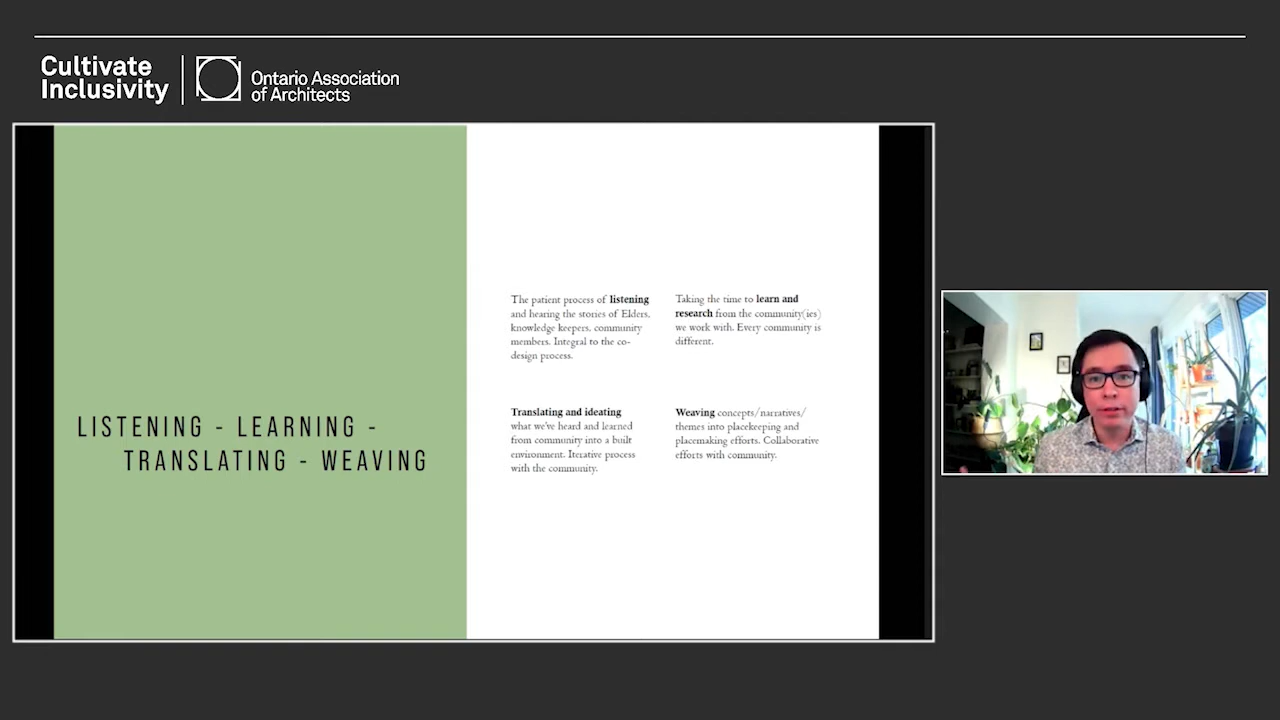 Cultivate
Inclusivity
Ontario Association
of Architects
LISTENING - LEARNING -
TRANSLATING - WEAVING
The patient process of listening
and hearing the stories of Elders,
knowledge keepers, community
members. Integral to the co-
design process.
Taking the time to learn and
research from the community(ies)
we work with. Every community is
different.
Translating and ideating
what we've heard and learned
from community into a built
environment. Iterative process
with the community.
Weaving concepts/narratives/
themes into placekeeping and
placemaking efforts. Collaborative
efforts with community.